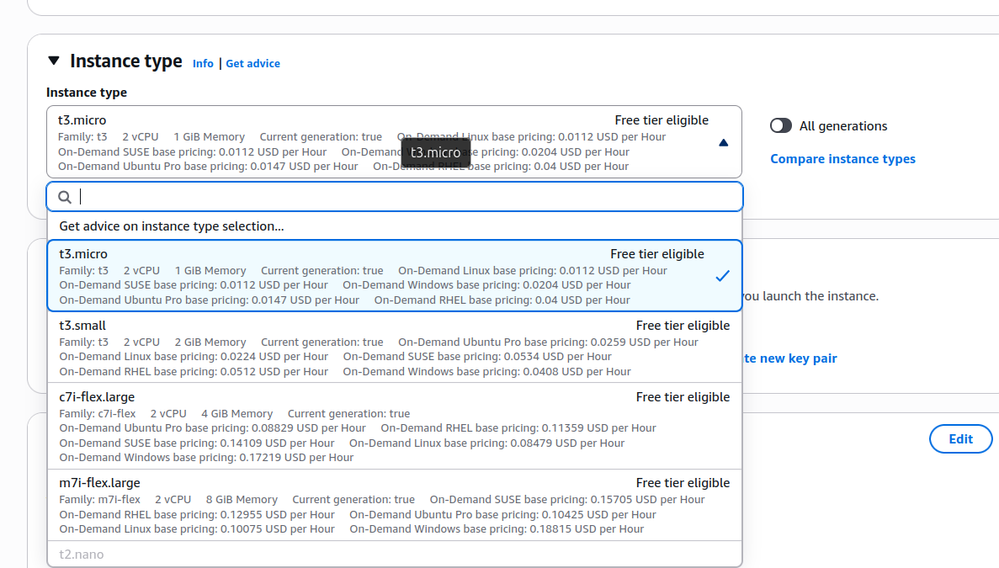 Instance type Info | Get advice
Instance type
t3.micro Free tier eligible
Family: t3 2 vCPU 1 GiB Memory Current generation: true On-Demand Linux base pricing: 0.0112 USD per Hour
On-Demand SUSE base pricing: 0.0112 USD per Hour On-Demand base pricing: 0.0204 USD per Hour
On-Demand Ubuntu Pro base pricing: 0.0147 USD per Hour On-Demand RHEL base pricing: 0.04 USD per Hour
t3.micro
All generations
Compare instance types
Get advice on instance type selection...
t3.micro Free tier eligible
Family: t3 2 vCPU 1 GiB Memory Current generation: true On-Demand Linux base pricing: 0.0112 USD per Hour
On-Demand SUSE base pricing: 0.0112 USD per Hour On-Demand Windows base pricing: 0.0204 USD per Hour
On-Demand Ubuntu Pro base pricing: 0.0147 USD per Hour On-Demand RHEL base pricing: 0.04 USD per Hour
t3.small Free tier eligible
Family: t3 2 vCPU 2 GiB Memory Current generation: true On-Demand Ubuntu Pro base pricing: 0.0259 USD per Hour
On-Demand Linux base pricing: 0.0224 USD per Hour On-Demand SUSE base pricing: 0.0534 USD per Hour
On-Demand RHEL base pricing: 0.0512 USD per Hour On-Demand Windows base pricing: 0.0408 USD per Hour
c7i-flex.large Free tier eligible
Family: c7i-flex 2 vCPU 4 GiB Memory Current generation: true
On-Demand Ubuntu Pro base pricing: 0.08829 USD per Hour On-Demand RHEL base pricing: 0.11359 USD per Hour
On-Demand SUSE base pricing: 0.14109 USD per Hour On-Demand Linux base pricing: 0.08479 USD per Hour
On-Demand Windows base pricing: 0.17219 USD per Hour
m7i-flex.large Free tier eligible
Family: m7i-flex 2 vCPU 8 GiB Memory Current generation: true On-Demand SUSE base pricing: 0.15705 USD per Hour
On-Demand RHEL base pricing: 0.12955 USD per Hour On-Demand Ubuntu Pro base pricing: 0.10425 USD per Hour
On-Demand Linux base pricing: 0.10075 USD per Hour On-Demand Windows base pricing: 0.18815 USD per Hour
t2.nano
you launch the instance.
te new key pair
Edit